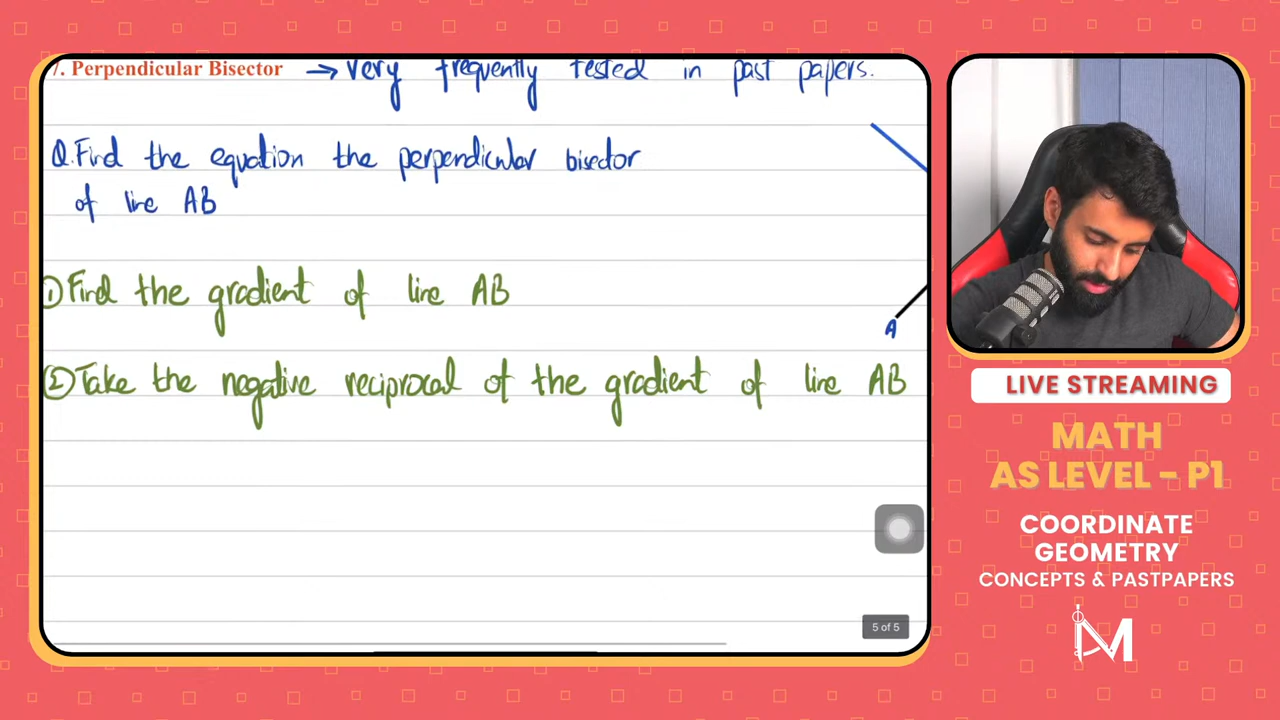 7. Perpendicular Bisector → Very frequently tested in past papers.
Q. Find the equation the perpendicular bisector
of line AB
① Find the gradient of line AB
A
② Take the negative reciprocal of the gradient of line AB
5 of 5
LIVE STREAMING
MATH
AS LEVEL - P1
COORDINATE
GEOMETRY
CONCEPTS & PASTPAPERS
M